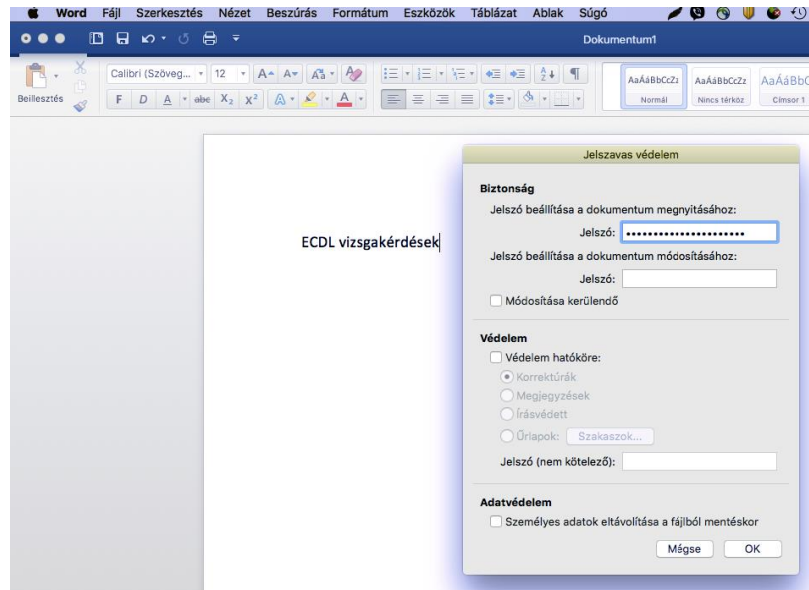 Word Fájl Szerkesztés Nézet Beszúrás Formátum Eszközök Táblázat Ablak Súgó
Dokumentum1
Beillesztés
Calibri (Szöveg... 12 A A Aa A
F D A abc X₂ X² A A
AaÁáBbCcZz AaÁáBbCcZz AaÁáBbC
Normál Nincs térköz Címsor 1
ECDL vizsgakérdések
Jelszavas védelem
Biztonság
Jelszó beállítása a dokumentum megnyitásához:
Jelszó: •••••••••••••••••••••••
Jelszó beállítása a dokumentum módosításához:
Jelszó:
Módosítása kerülendő
Védelem
Védelem hatóköre:
Korrektúrák
Megjegyzések
Írásvédett
Űrlapok: Szakaszok...
Jelszó (nem kötelező):
Adatvédelem
Személyes adatok eltávolítása a fájlból mentéskor
Mégse OK